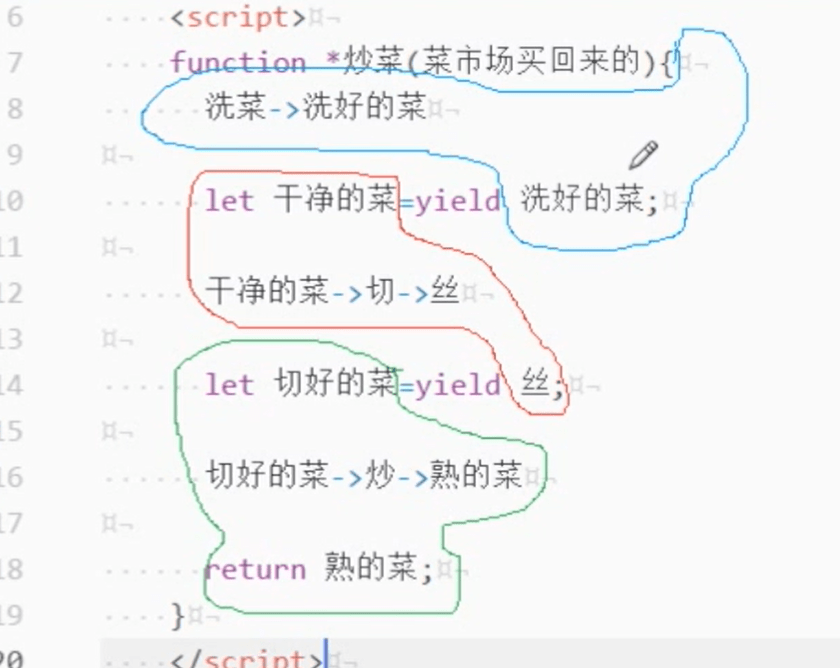 6 <script>
7 function *炒菜(菜市场买回来的){
8 洗菜->洗好的菜
9
10 let 干净的菜=yield 洗好的菜;
11
12 干净的菜->切->丝
13
14 let 切好的菜=yield 丝;
15
16 切好的菜->炒->熟的菜
17
18 return 熟的菜;
19 }
20 </script>